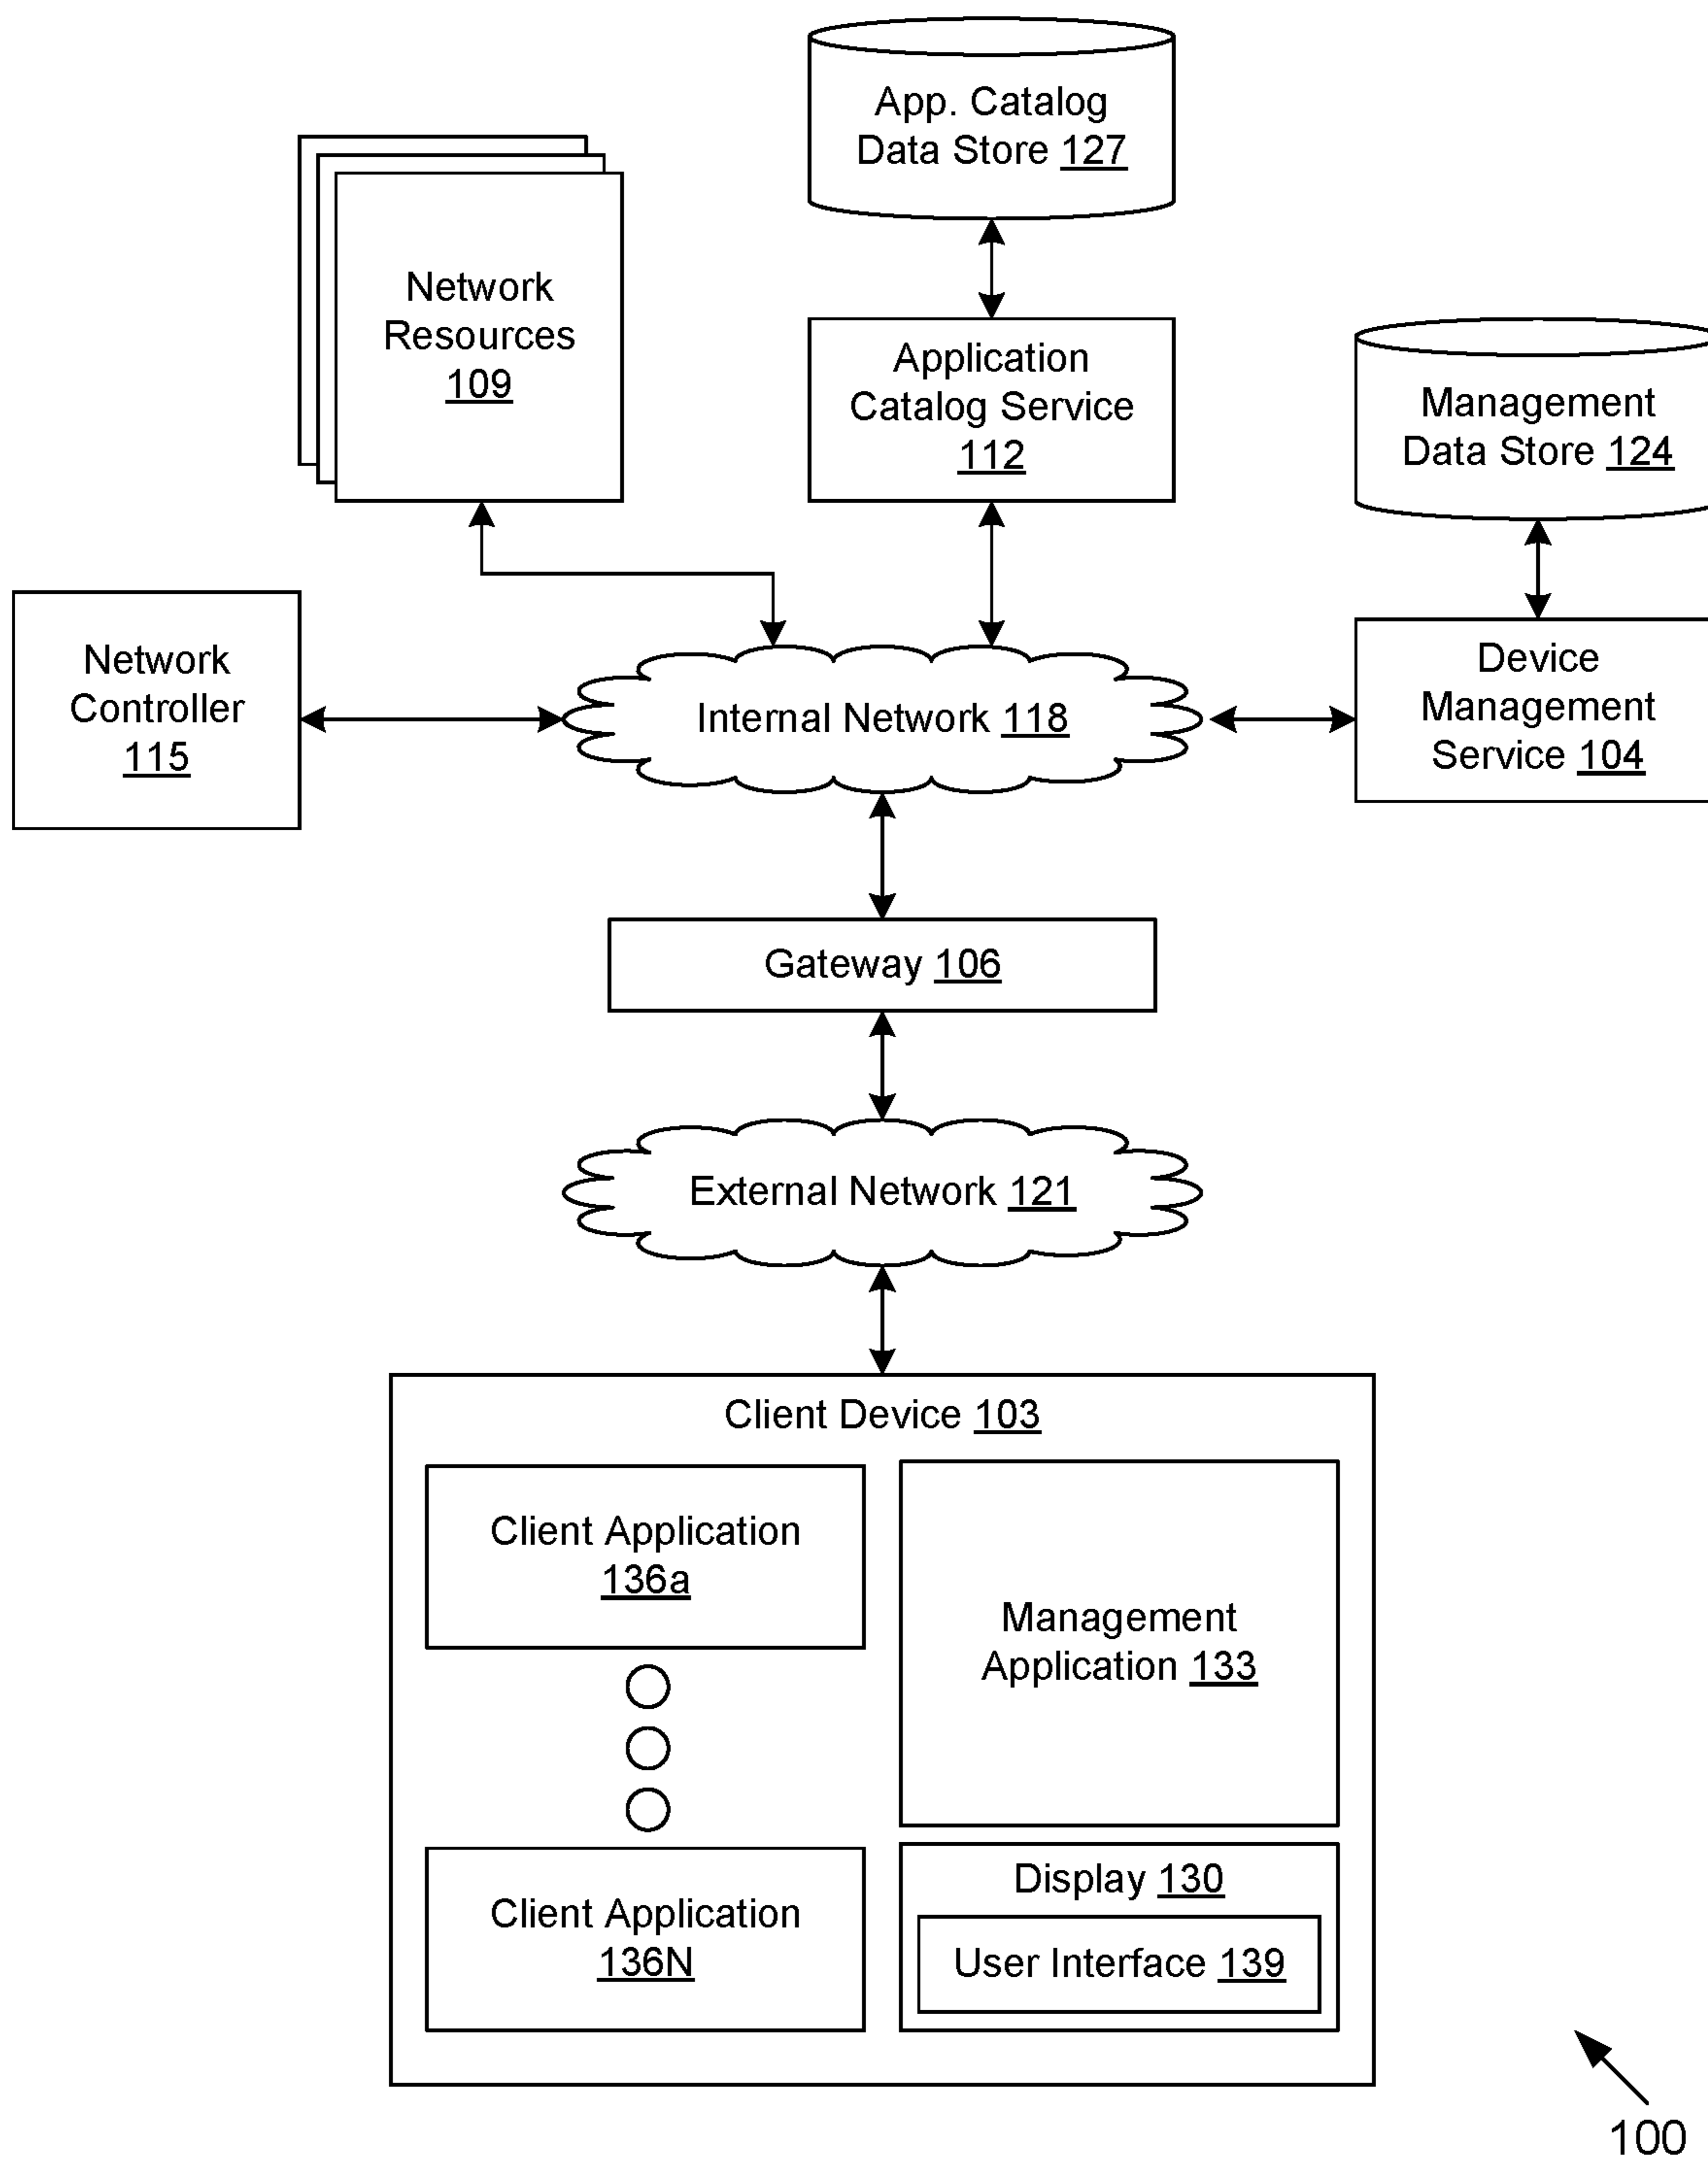 App. Catalog
Data Store 127
Network
Resources
109
Application
Catalog Service
112
Management
Data Store 124
Network
Controller
115
Internal Network 118
Device
Management
Service 104
Gateway 106
External Network 121
Client Device 103
Client Application
136a
Management
Application 133
Client Application
136N
Display 130
User Interface 139
100